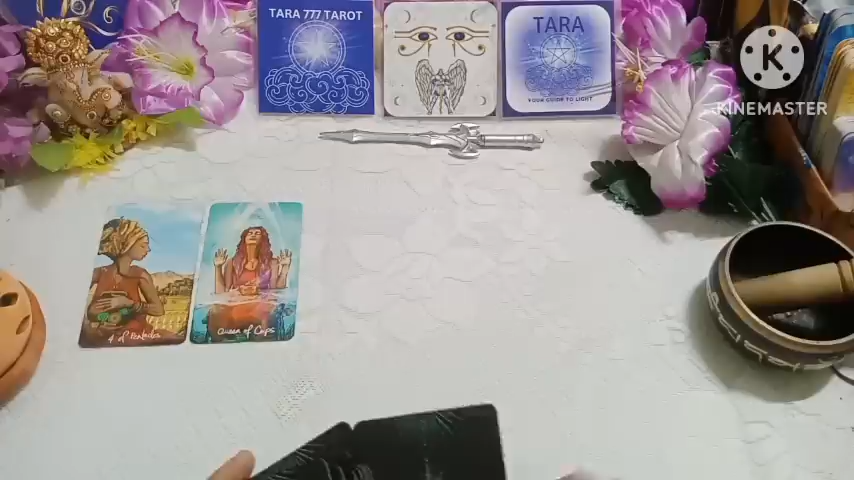 TARA 777 TAROT
TARA
YOUR GUIDE TO LIGHT
KINEMASTER
4 of Pentacles
Queen of Cups